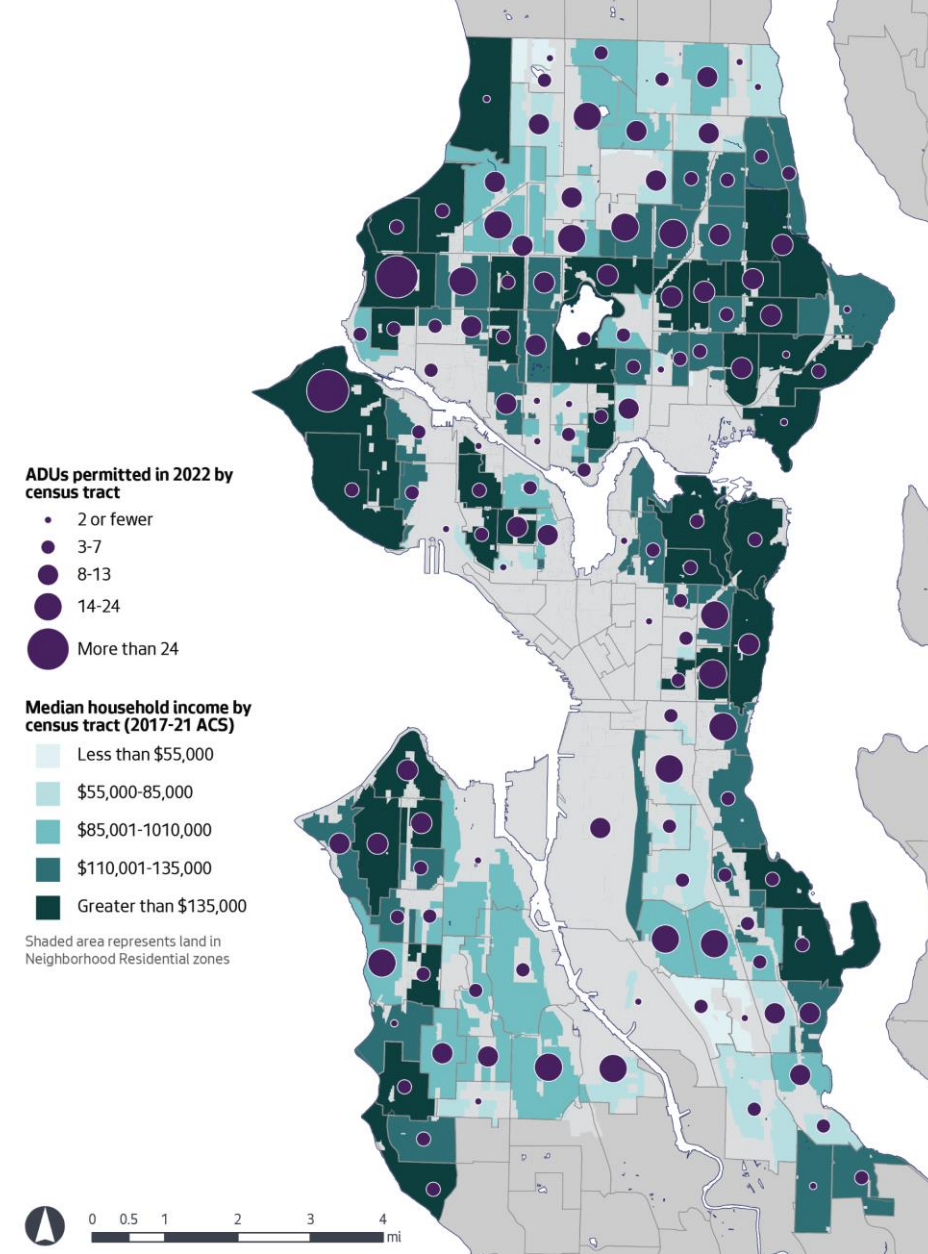 ADUs permitted in 2022 by
census tract
2 or fewer
3-7
8-13
14-24
More than 24
Median household income by
census tract (2017-21 ACS)
Less than $55,000
$55,000-85,000
$85,001-1010,000
$110,001-135,000
Greater than $135,000
Shaded area represents land in
Neighborhood Residential zones
0 0.5 1 2 3 4
mi